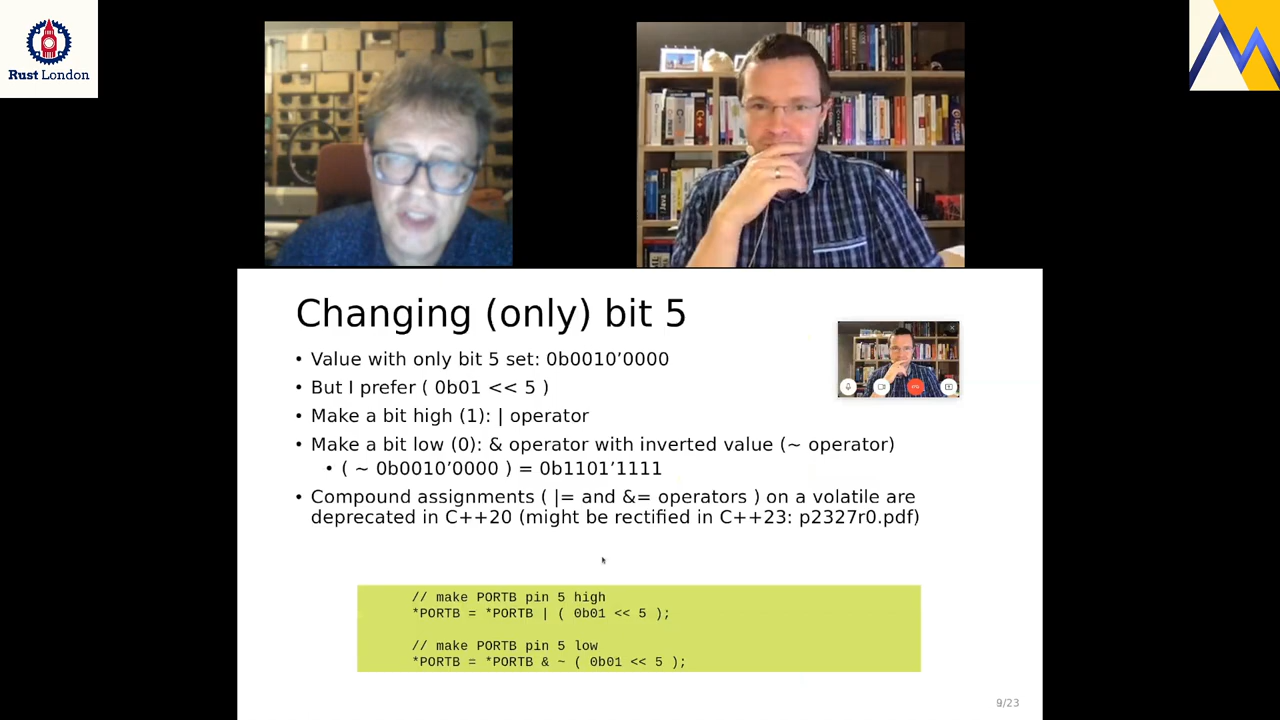 Rust London
Changing (only) bit 5
• Value with only bit 5 set: 0b0010’0000
• But I prefer ( 0b01 << 5 )
• Make a bit high (1): | operator
• Make a bit low (0): & operator with inverted value (~ operator)
• ( ~ 0b0010’0000 ) = 0b1101’1111
• Compound assignments ( |= and &= operators ) on a volatile are
deprecated in C++20 (might be rectified in C++23: p2327r0.pdf)
// make PORTB pin 5 high
*PORTB = *PORTB | ( 0b01 << 5 );
// make PORTB pin 5 low
*PORTB = *PORTB & ~ ( 0b01 << 5 );
9/23